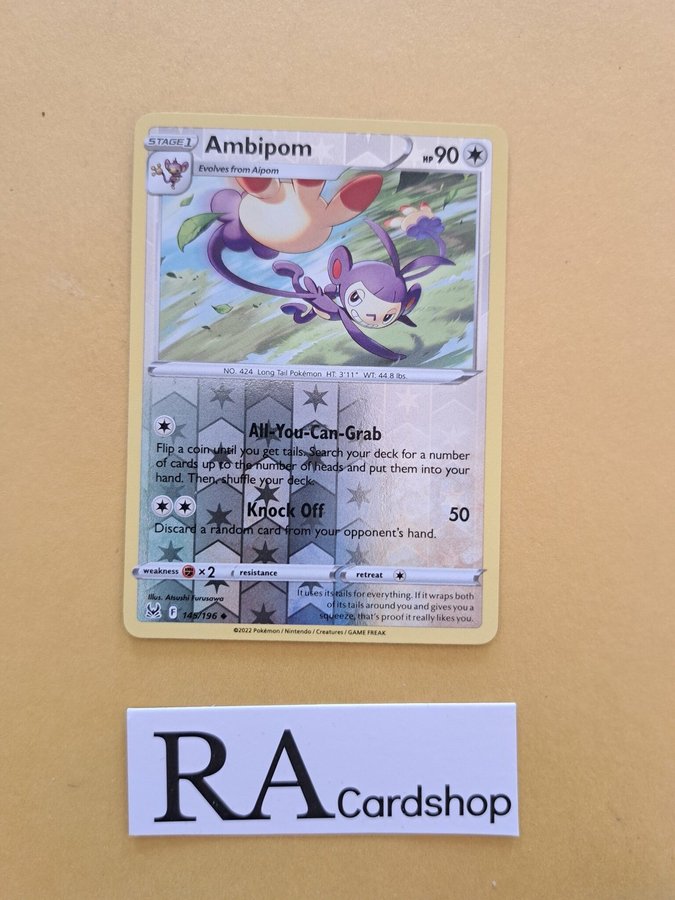 STAGE 1
Ambipom
HP 90
Evolves from Aipom
NO. 424 Long Tail Pokémon HT: 3'11" WT: 44.8 lbs.
All-You-Can-Grab
Flip a coin until you get tails. Search your deck for a number
of cards up to the number of heads and put them into your
hand. Then, shuffle your deck.
Knock Off 50
Discard a random card from your opponent's hand.
weakness ×2 resistance retreat
Illus. Atsushi Furusawa
It uses its tails for everything. If it wraps both
of its tails around you and gives you a
squeeze, that's proof it really likes you.
F 145/196
©2022 Pokémon / Nintendo / Creatures / GAME FREAK
RA Cardshop